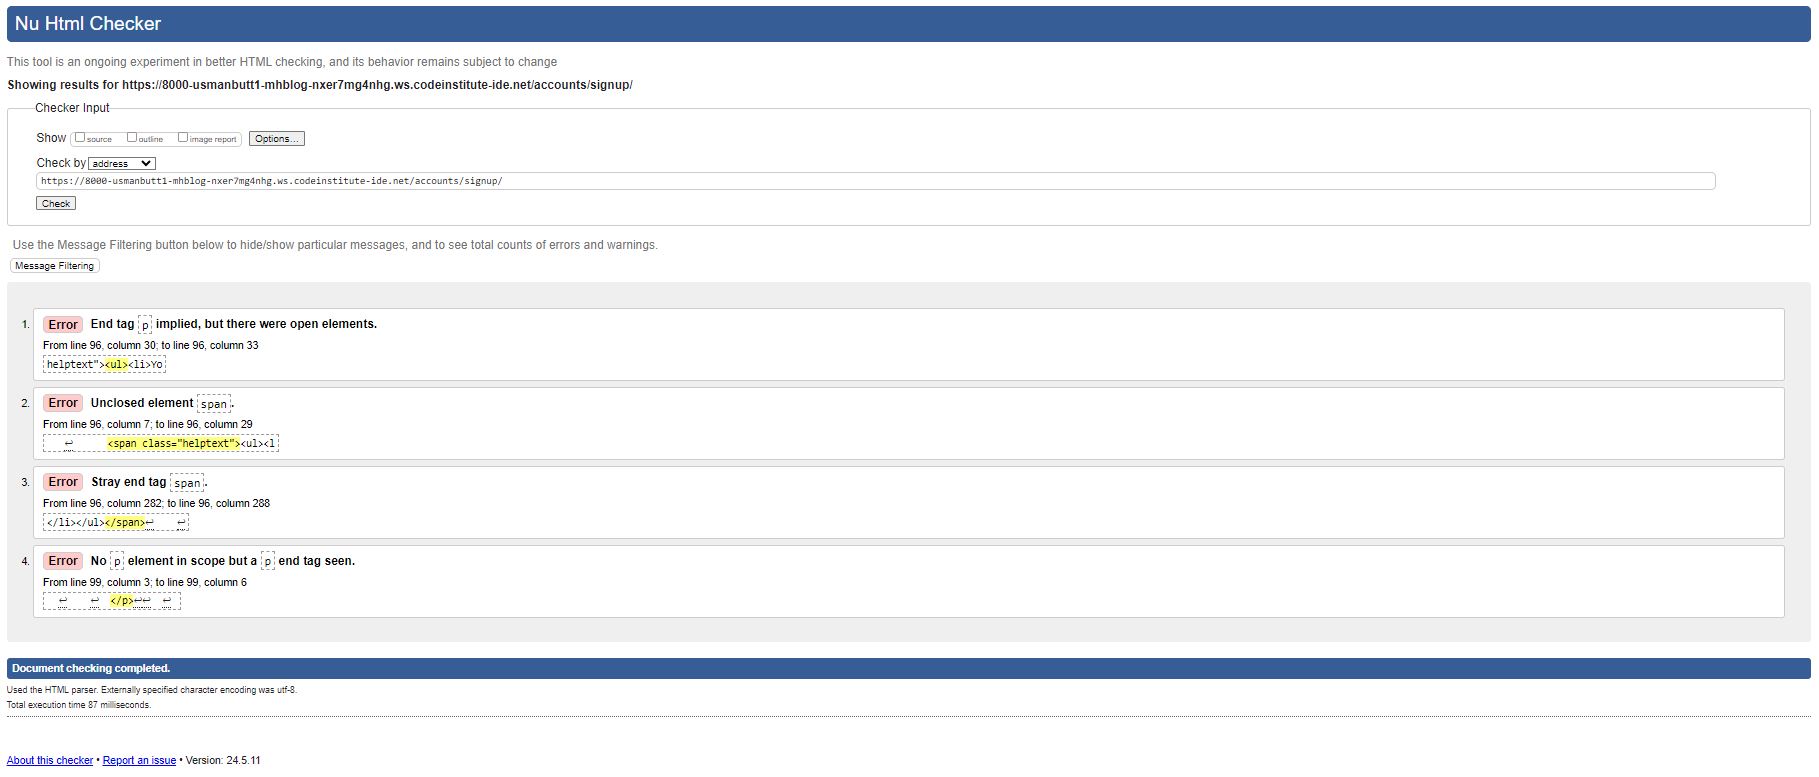 Nu Html Checker
This tool is an ongoing experiment in better HTML checking, and its behavior remains subject to change
Showing results for https://8000-usmanbutt1-mhblog-nxer7mg4nhg.ws.codeinstitute-ide.net/accounts/signup/
Checker Input
Show source outline image report Options...
Check by address
https://8000-usmanbutt1-mhblog-nxer7mg4nhg.ws.codeinstitute-ide.net/accounts/signup/
Check
Use the Message Filtering button below to hide/show particular messages, and to see total counts of errors and warnings.
Message Filtering
1. Error End tag p implied, but there were open elements.
From line 96, column 30; to line 96, column 33
helptext"><ul><li>Yo
2. Error Unclosed element span.
From line 96, column 7; to line 96, column 29
↩ <span class="helptext"><ul><l
3. Error Stray end tag span.
From line 96, column 282; to line 96, column 288
</li></ul></span>↩ ↩
4. Error No p element in scope but a p end tag seen.
From line 99, column 3; to line 99, column 6
↩ ↩ </p>↩↩ ↩
Document checking completed.
Used the HTML parser. Externally specified character encoding was utf-8.
Total execution time 87 milliseconds.
About this checker • Report an issue • Version: 24.5.11